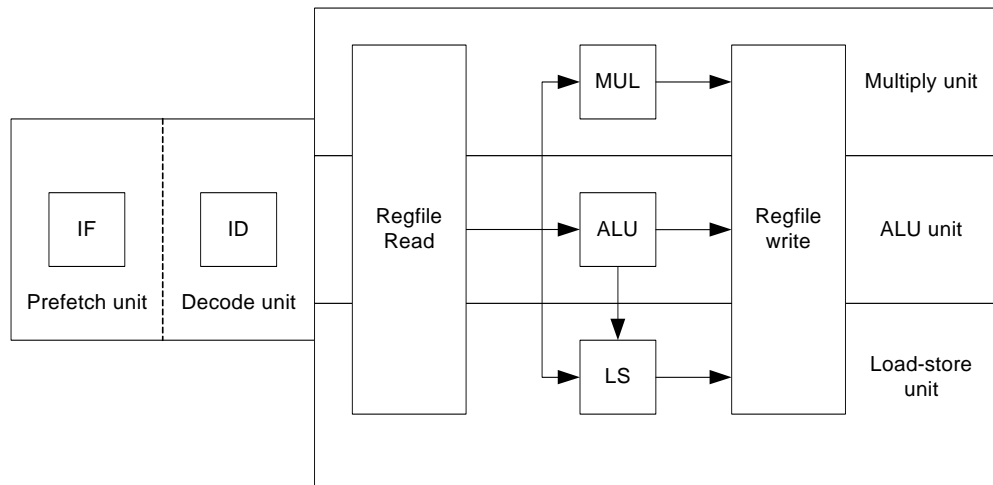 MUL
Multiply unit
IF
ID
Prefetch unit
Decode unit
Regfile
Read
ALU
Regfile
write
ALU unit
LS
Load-store
unit